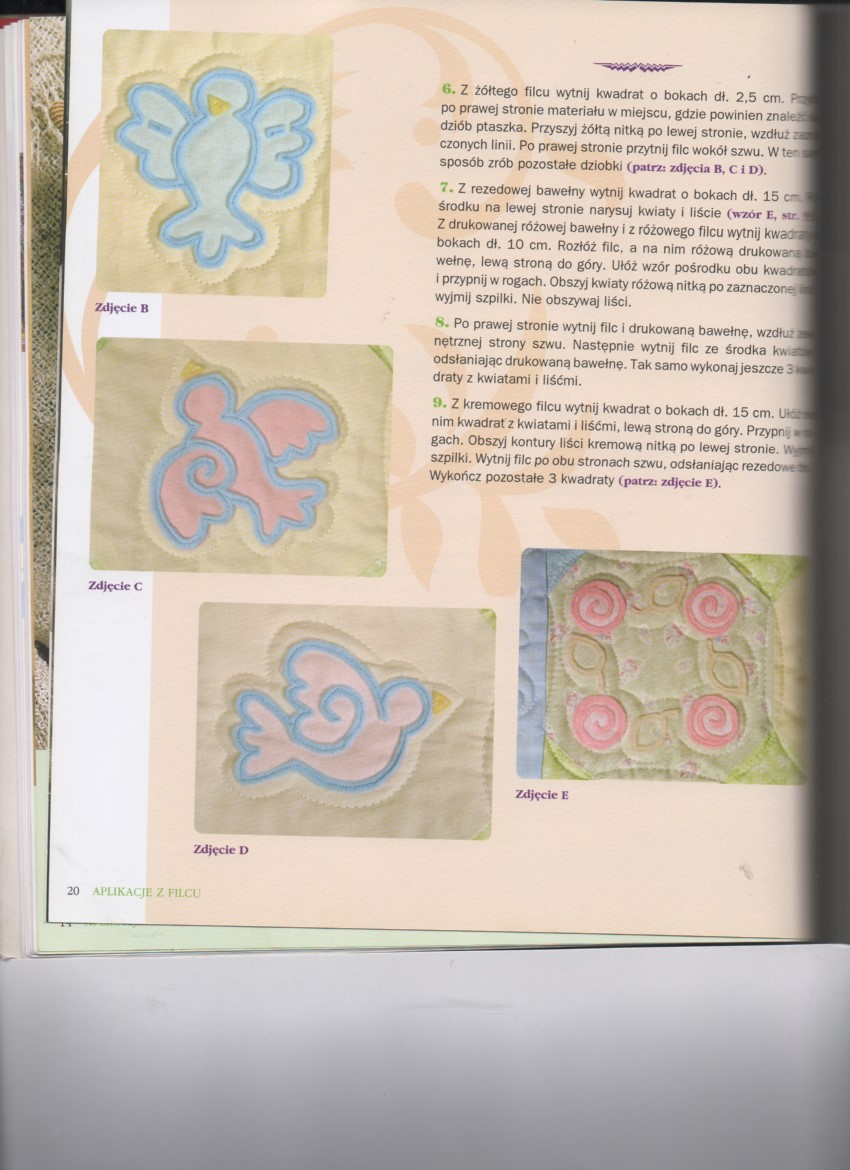 6. Z żółtego filcu wytnij kwadrat o bokach dł. 2,5 cm.
po prawej stronie materiału w miejscu, gdzie powinien
dziób ptaszka. Przyszyj żółtą nitką po lewej stronie, wzdłuż
czonych linii. Po prawej stronie przytnij filc wokół szwu. W ten
sposób zrób pozostałe dziobki (patrz: zdjęcia B, C i D).
7. Z rezedowej bawełny wytnij kwadrat o bokach dł. 15 cm.
środku na lewej stronie narysuj kwiaty i liście (wzór E, str.
Z drukowanej różowej bawełny i z różowego filcu wytnij
bokach dł. 10 cm. Rozłóż filc, a na nim różową drukowaną
wełnę, lewą stroną do góry. Ułóż wzór pośrodku obu
i przypnij w rogach. Obszyj kwiaty różową nitką po zaznaczonej
wyjmij szpilki. Nie obszywaj liści.
8. Po prawej stronie wytnij filc i drukowaną bawełnę, wzdłuż
nętrznej strony szwu. Następnie wytnij filc ze środka
odsłaniając drukowaną bawełnę. Tak samo wykonaj jeszcze 3
draty z kwiatami i liśćmi.
9. Z kremowego filcu wytnij kwadrat o bokach dł. 15 cm.
nim kwadrat z kwiatami i liśćmi, lewą stroną do góry. Przypnij
gach. Obszyj kontury liści kremową nitką po lewej stronie.
szpilki. Wytnij filc po obu stronach szwu, odsłaniając rezedowe
Wykończ pozostałe 3 kwadraty (patrz: zdjęcie E).
Zdjęcie B
Zdjęcie C
Zdjęcie D
Zdjęcie E
20 APLIKACJE Z FILCU